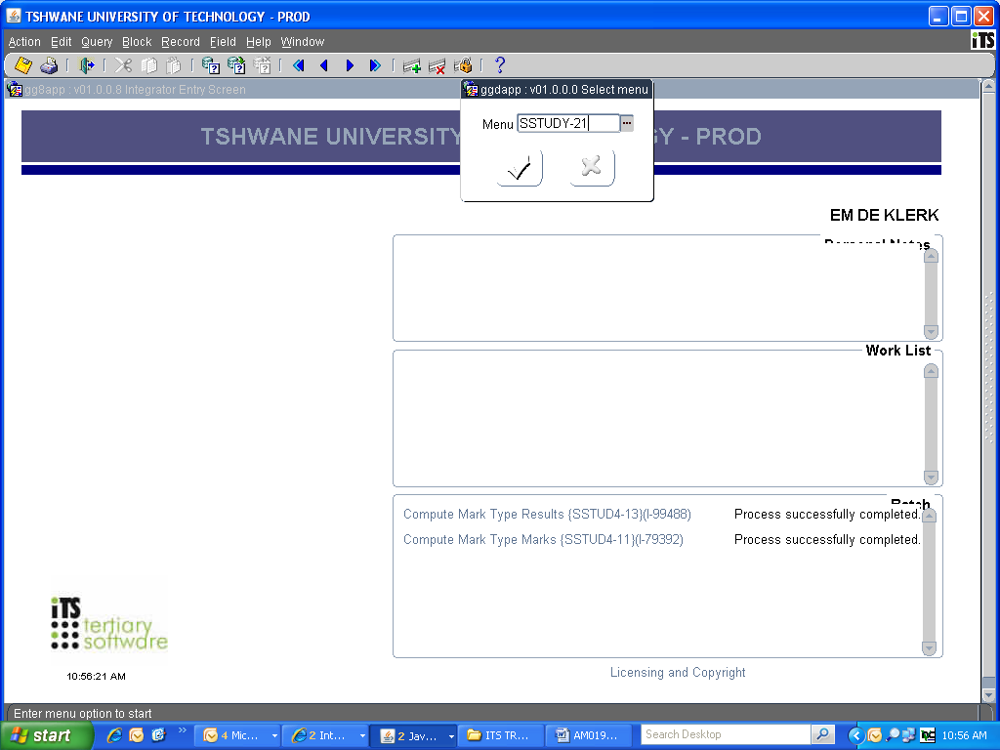 TSHWANE UNIVERSITY OF TECHNOLOGY - PROD
Action Edit Query Block Record Field Help Window
iTS
gg8app : v01.0.0.8 Integrator Entry Screen
ggdapp : v01.0.0.0 Select menu
Menu SSTUDY-21
TSHWANE UNIVERSITY GY - PROD
EM DE KLERK
Personal Notes
Work List
Batch
Compute Mark Type Results {SSTUD4-13}(I-99488) Process successfully completed.
Compute Mark Type Marks {SSTUD4-11}(I-79392) Process successfully completed.
iTS
tertiary
software
10:56:21 AM
Licensing and Copyright
Enter menu option to start
start 4 Mic... 2 Int... 2 Jav... ITS TR... AM019... Search Desktop 10:56 AM